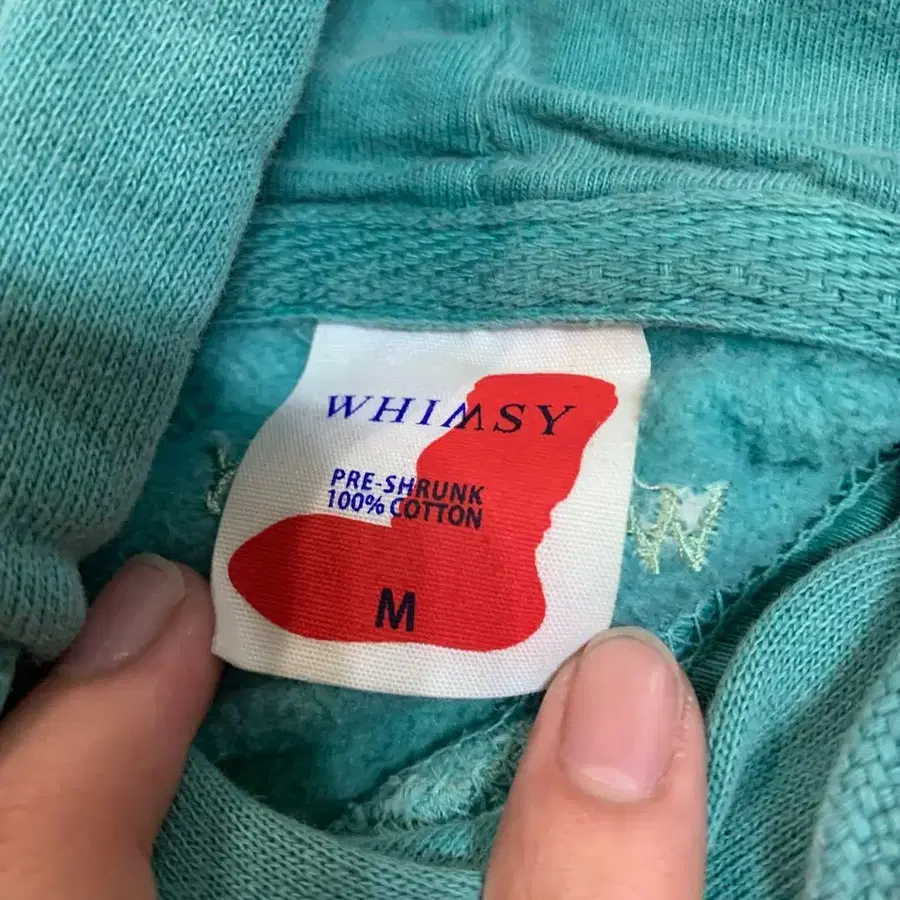 WHIMSY
PRE-SHRUNK
100% COTTON
M